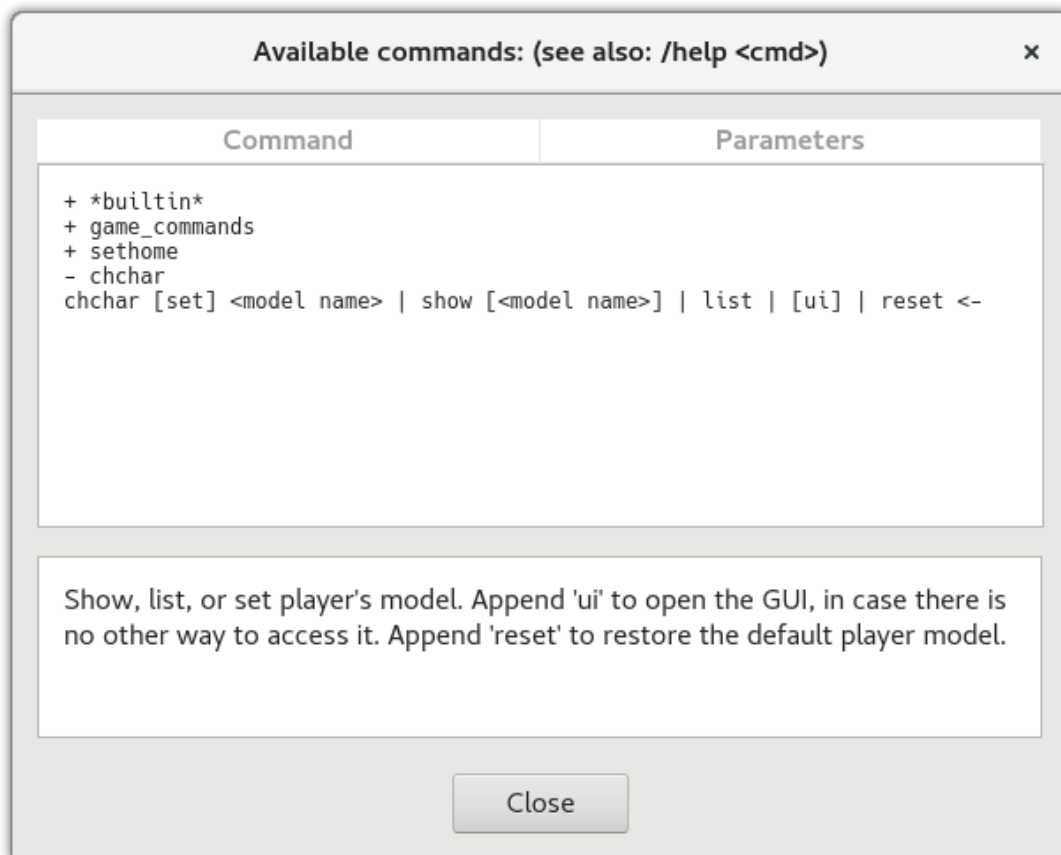 Available commands: (see also: /help <cmd>)
×
Command Parameters
+ *builtin*
+ game_commands
+ sethome
- chchar
chchar [set] <model name> | show [<model name>] | list | [ui] | reset <-
Show, list, or set player's model. Append 'ui' to open the GUI, in case there is
no other way to access it. Append 'reset' to restore the default player model.
Close